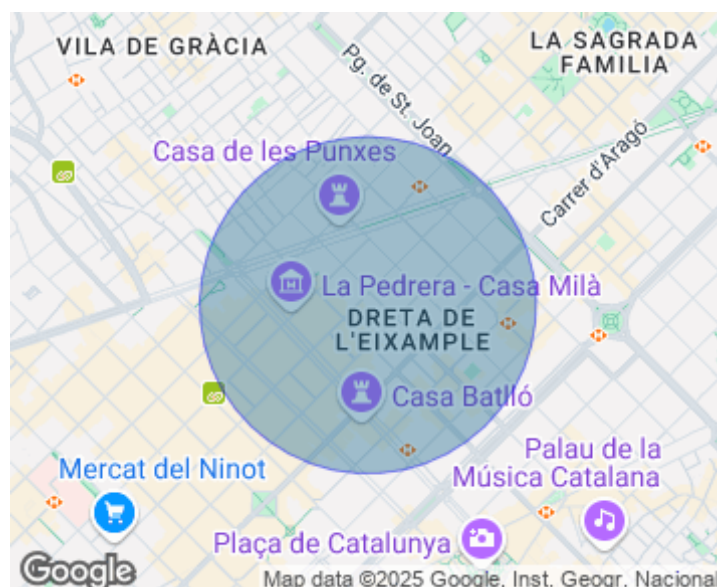 VILA DE GRÀCIA
LA SAGRADA
FAMILIA
Pg. de St. Joan
Casa de les Punxes
Carrer d'Aragó
La Pedrera - Casa Milà
DRETA DE
L'EIXAMPLE
Casa Batlló
Mercat del Ninot
Palau de la
Música Catalana
Plaça de Catalunya
Google
Map data ©2025 Google, Inst. Geogr. Nacional